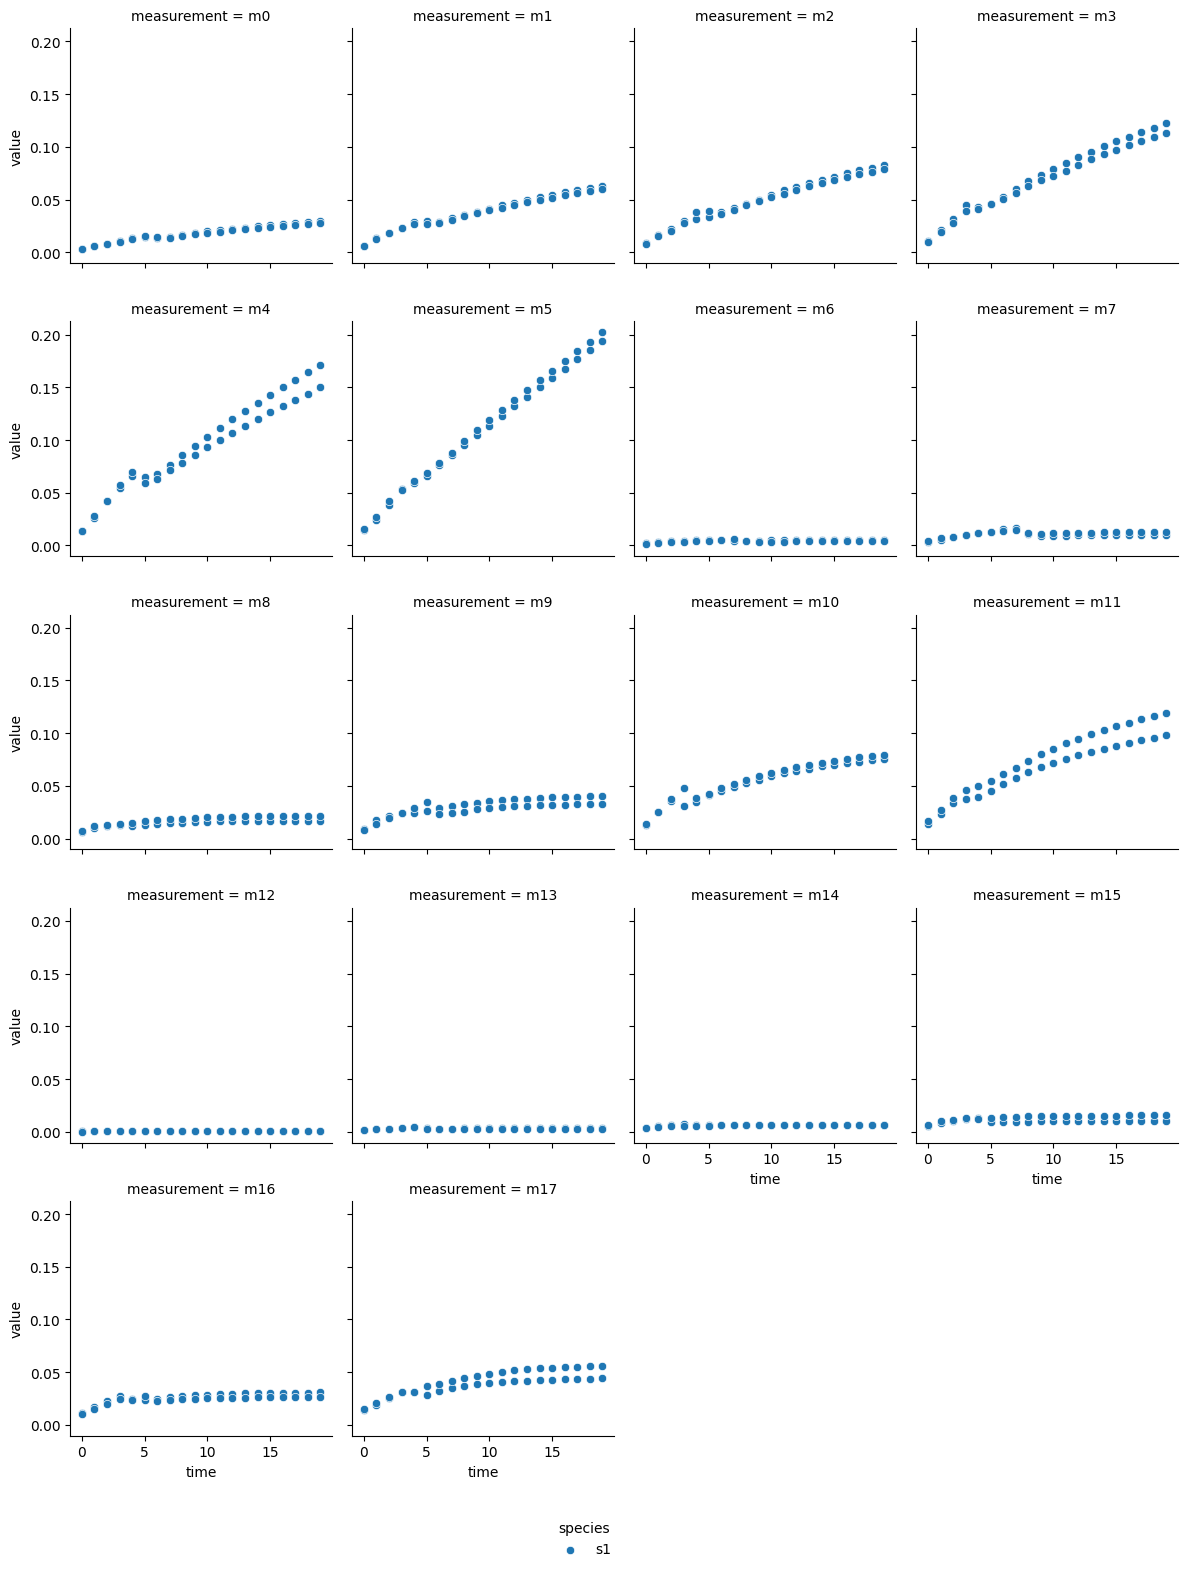 measurement = m0
measurement = m1
measurement = m2
measurement = m3
0.20
0.15
0.10
0.05
0.00
value
measurement = m4
measurement = m5
measurement = m6
measurement = m7
0.20
0.15
0.10
0.05
0.00
value
measurement = m8
measurement = m9
measurement = m10
measurement = m11
0.20
0.15
0.10
0.05
0.00
value
measurement = m12
measurement = m13
measurement = m14
measurement = m15
0.20
0.15
0.10
0.05
0.00
value
0 5 10 15
time
0 5 10 15
time
measurement = m16
measurement = m17
0.20
0.15
0.10
0.05
0.00
value
0 5 10 15
time
0 5 10 15
time
species
s1